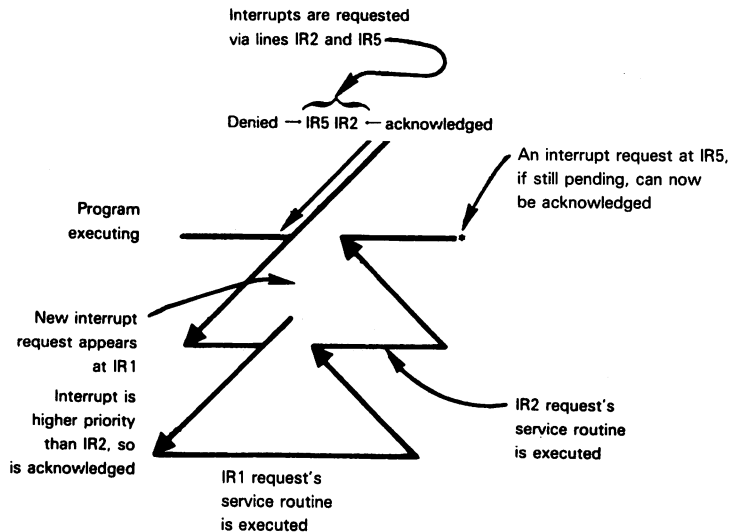 Interrupts are requested
via lines IR2 and IR5
Denied → IR5 IR2 ← acknowledged
An interrupt request at IR5,
if still pending, can now
be acknowledged
Program
executing
*
New interrupt
request appears
at IR1
Interrupt is
higher priority
than IR2, so
is acknowledged
IR2 request's
service routine
is executed
IR1 request's
service routine
is executed